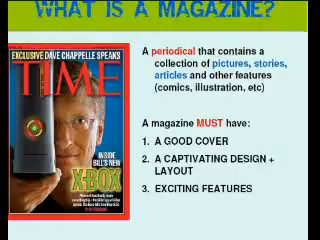 WHAT IS A MAGAZINE?
EXCLUSIVE DAVE CHAPPELLE SPEAKS
TIME
INSIDE
BILL'S NEW
X-BOX
A periodical that contains a
collection of pictures, stories,
articles and other features
(comics, illustration, etc)
A magazine MUST have:
1. A GOOD COVER
2. A CAPTIVATING DESIGN +
LAYOUT
3. EXCITING FEATURES